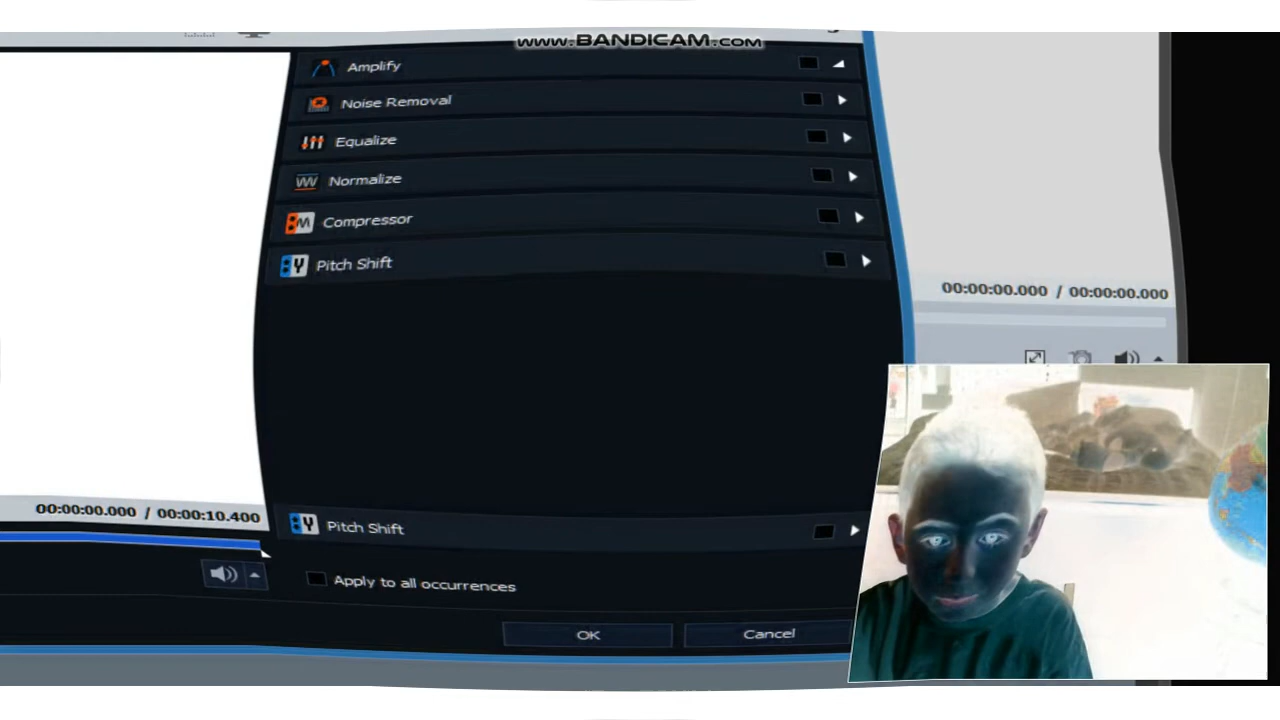 www.BANDICAM.com
Amplify
Noise Removal
Equalize
Normalize
Compressor
Pitch Shift
00:00:00.000 / 00:00:00.000
00:00:00.000 / 00:00:10.400
Pitch Shift
Apply to all occurrences
OK
Cancel